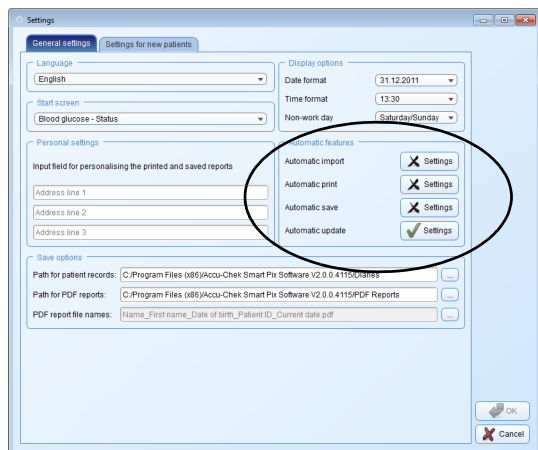 Settings
General settings
Settings for new patients
Language
English
Start screen
Blood glucose - Status
Display options
Date format 31.12.2011
Time format 13:30
Non-work day Saturday/Sunday
Personal settings
Input field for personalising the printed and saved reports
Address line 1
Address line 2
Address line 3
Automatic features
Automatic import Settings
Automatic print Settings
Automatic save Settings
Automatic update Settings
Save options
Path for patient records: C:/Program Files (x86)/Accu-Chek Smart Pix Software V2.0.0.4115/Diaries ...
Path for PDF reports: C:/Program Files (x86)/Accu-Chek Smart Pix Software V2.0.0.4115/PDF Reports ...
PDF report file names: Name_First name_Date of birth_Patient ID_Current date.pdf ...
OK
Cancel